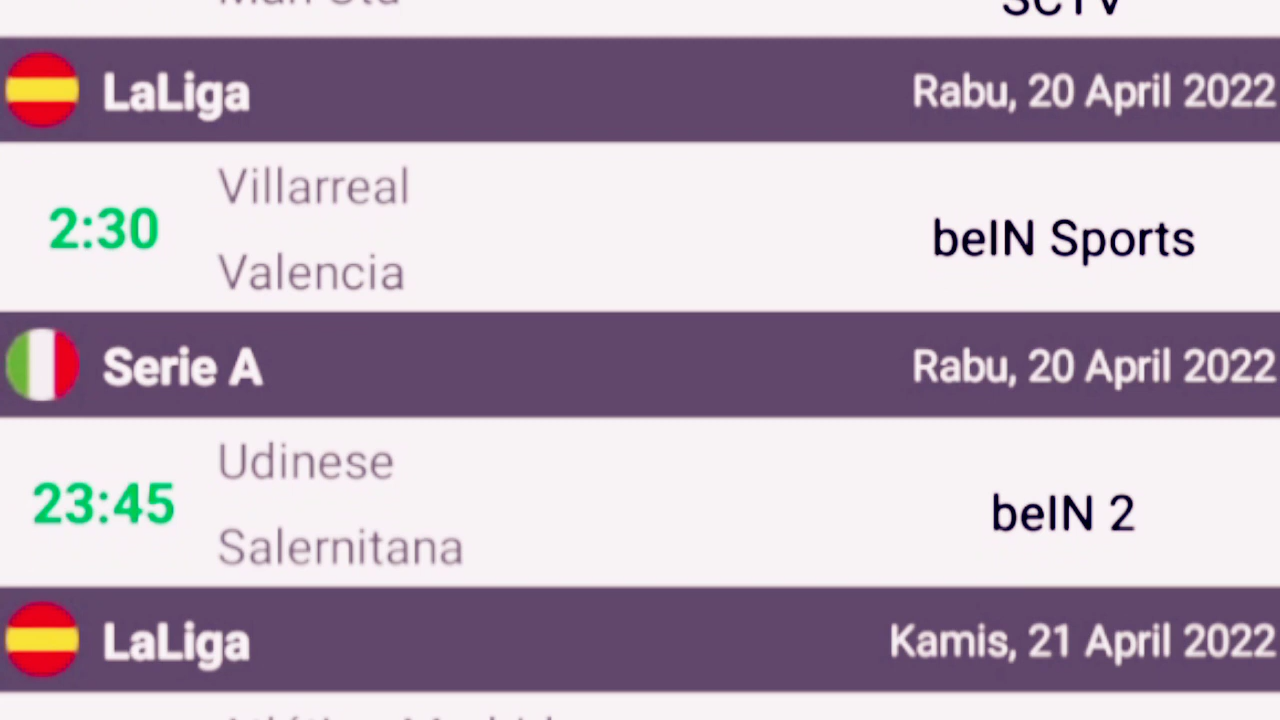 SCTV
LaLiga Rabu, 20 April 2022
Villarreal
2:30 beIN Sports
Valencia
Serie A Rabu, 20 April 2022
Udinese
23:45 beIN 2
Salernitana
LaLiga Kamis, 21 April 2022